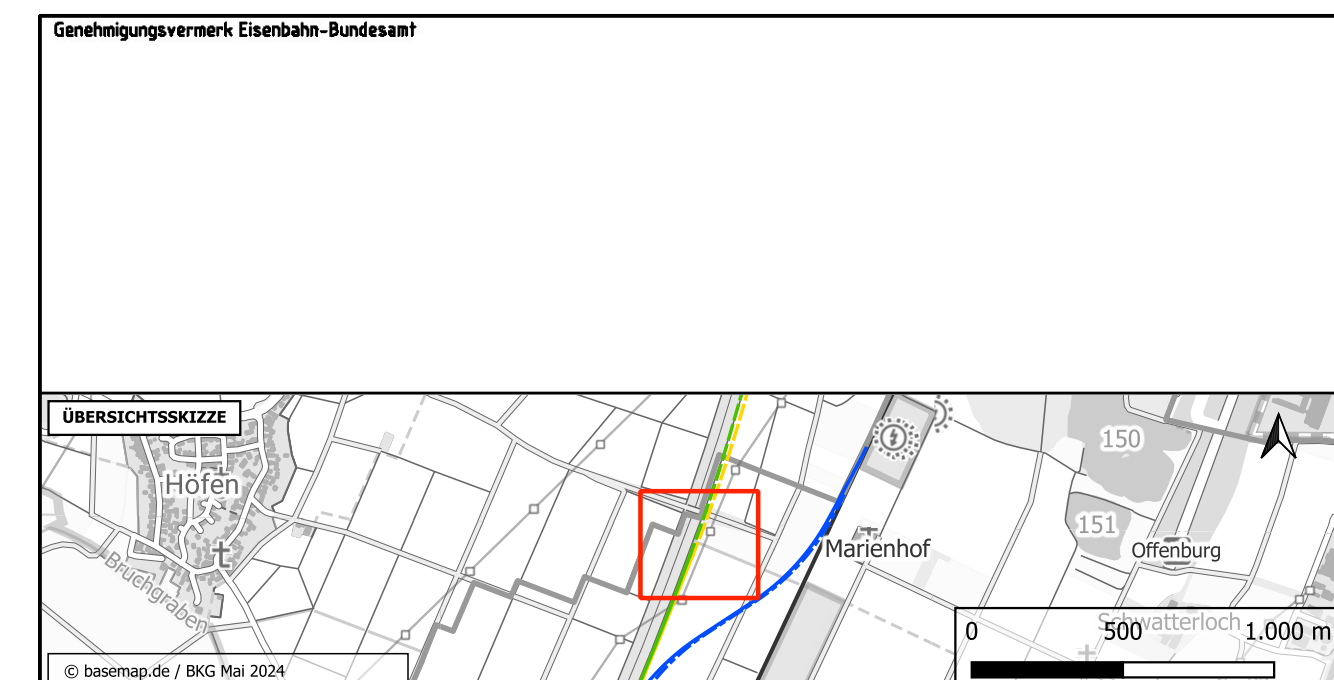 Genehmigungsvermerk Eisenbahn-Bundesamt
ÜBERSICHTSSKIZZE
150
Höfen
151
Marienhof
Offenburg
Bruchgraben
Schwatterloch
0 500 1.000 m
© basemap.de / BKG Mai 2024